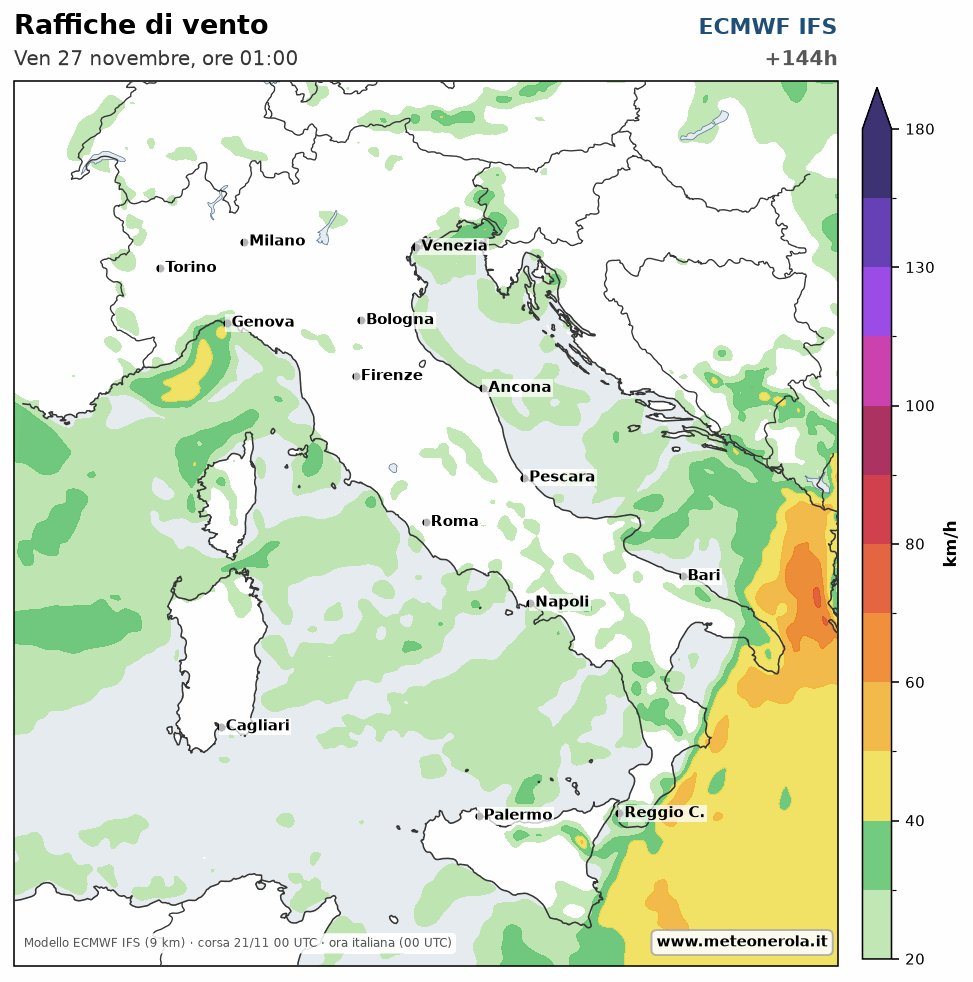 Raffiche di vento
ECMWF IFS
Ven 27 novembre, ore 01:00
+144h
180
130
100
80
60
40
20
km/h
Milano
Torino
Venezia
Genova
Bologna
Firenze
Ancona
Pescara
Roma
Bari
Napoli
Cagliari
Palermo
Reggio C.
Modello ECMWF IFS (9 km) · corsa 21/11 00 UTC · ora italiana (00 UTC)
www.meteonerola.it